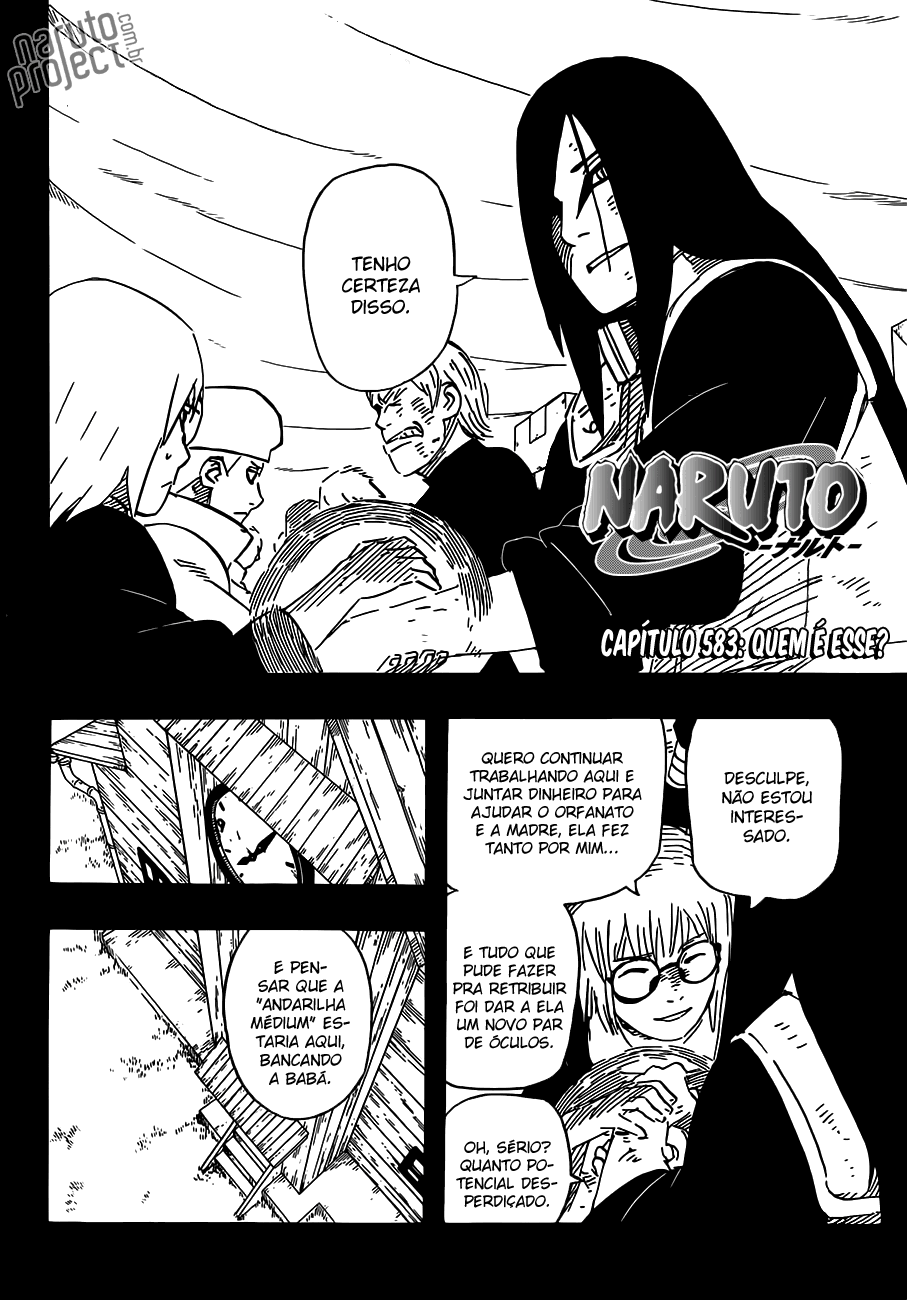 naruto
project
.com.br
TENHO
CERTEZA
DISSO.
NARUTO
-ナルト-
CAPÍTULO 583: QUEM É ESSE?
DESCULPE,
NÃO ESTOU
INTERES-
SADO.
QUERO CONTINUAR
TRABALHANDO AQUI E
JUNTAR DINHEIRO PARA
AJUDAR O ORFANATO
E A MADRE, ELA FEZ
TANTO POR MIM...
E TUDO QUE
PUDE FAZER
PRA RETRIBUIR
FOI DAR A ELA
UM NOVO PAR
DE ÓCULOS.
OH, SÉRIO?
QUANTO PO-
TENCIAL DES-
PERDIÇADO.
E PEN-
SAR QUE A
"ANDARILHA
MÉDIUM" ES-
TARIA AQUI,
BANCANDO
A BABÁ.